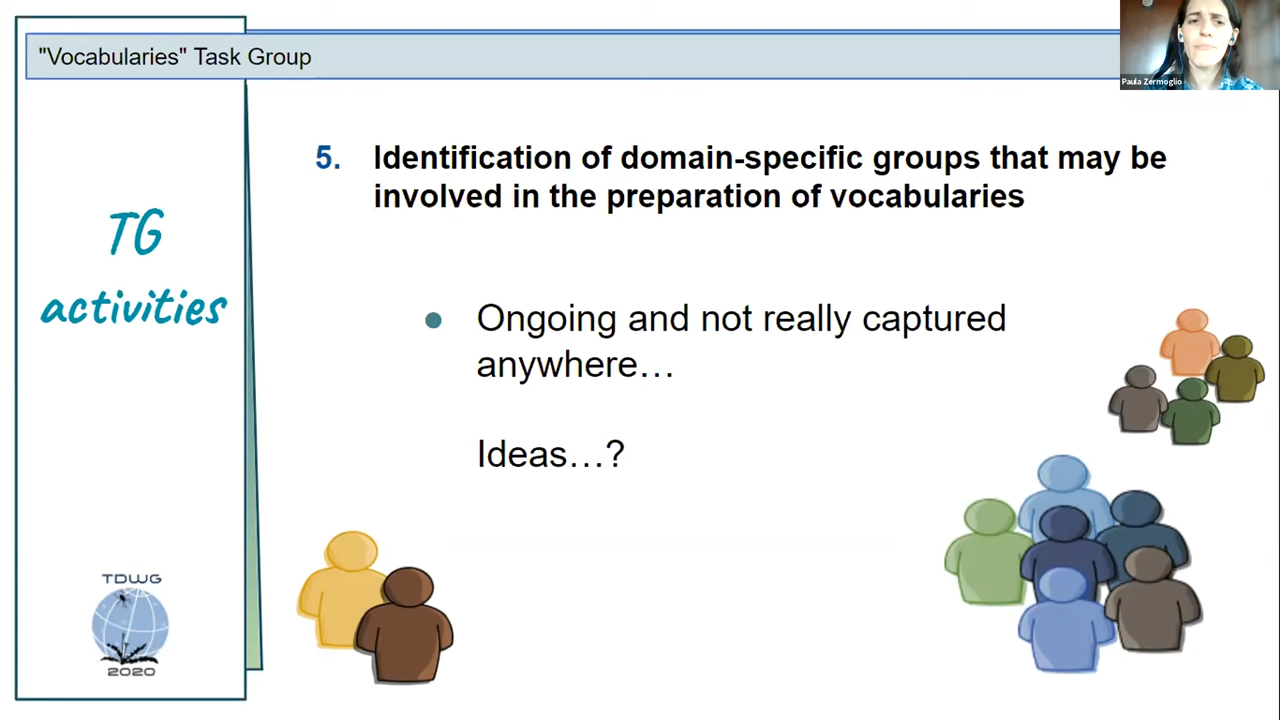 "Vocabularies" Task Group
Paula Zermoglio
TG
activities
5. Identification of domain-specific groups that may be
involved in the preparation of vocabularies
● Ongoing and not really captured
anywhere…
Ideas…?
TDWG
2020